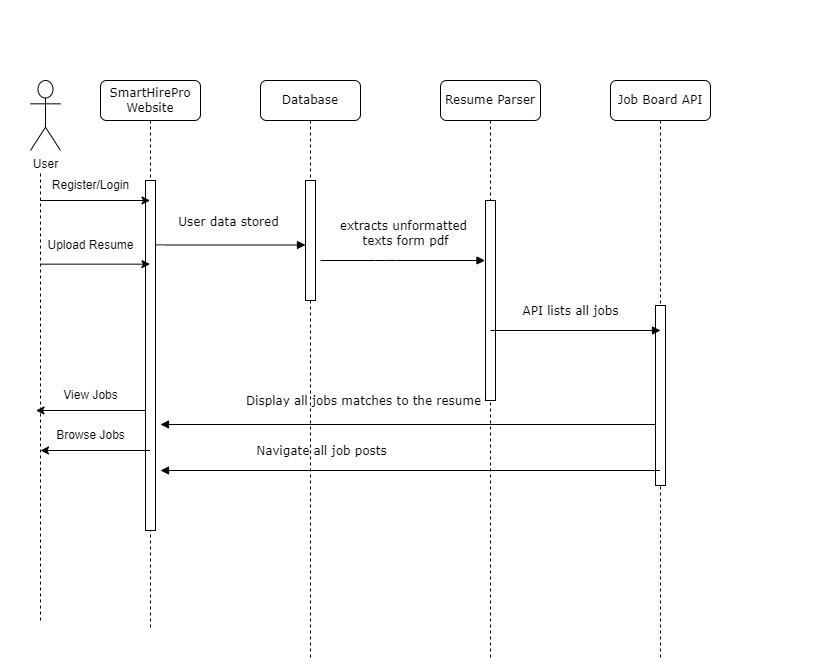 SmartHirePro
Website
Database
Resume Parser
Job Board API
User
Register/Login
User data stored
extracts unformatted
texts form pdf
Upload Resume
API lists all jobs
View Jobs
Display all jobs matches to the resume
Browse Jobs
Navigate all job posts